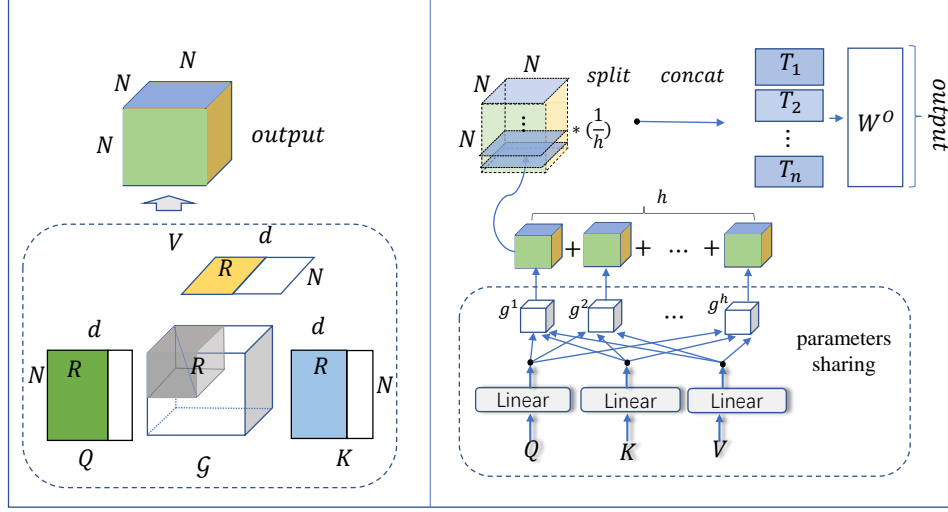 N
N
N
output
V
d
R
N
d
R
d
N
R
R
N
Q
G
K
N
N
split
concat
N
* (1/h)
T1
T2
⋮
Tn
W^O
output
h
+
+
...
+
g^1
g^2
...
g^h
parameters
sharing
Linear
Linear
Linear
Q
K
V